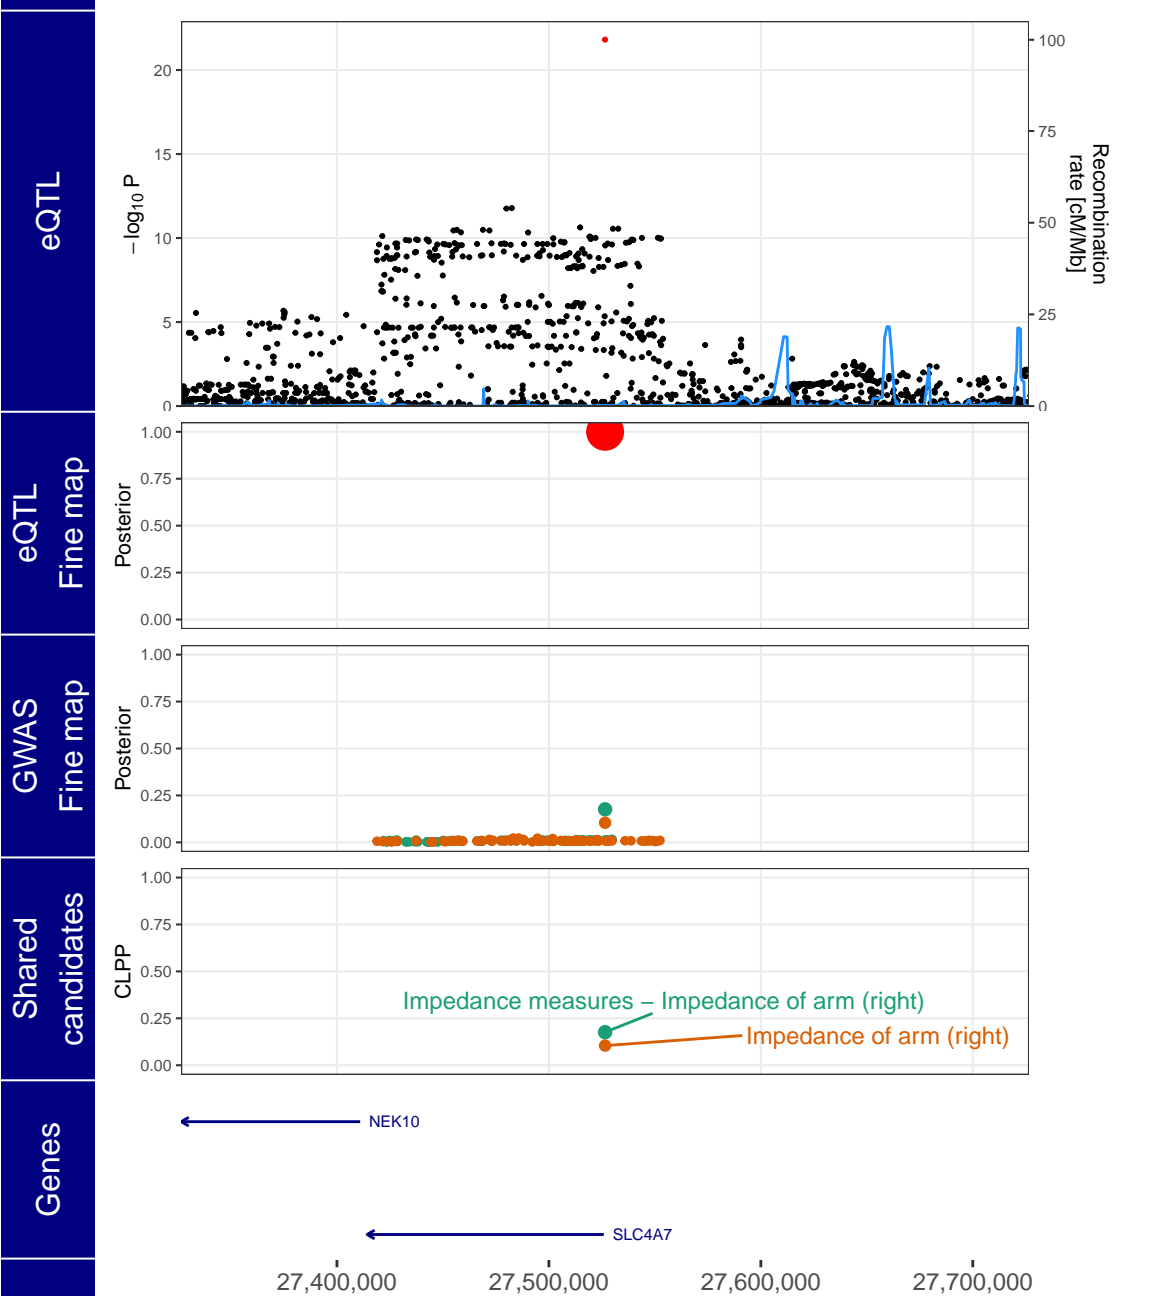 eQTL
−log10 P
20
15
10
5
0
100
75
50
25
0
Recombination
rate [cM/Mb]
eQTL
Fine map
Posterior
1.00
0.75
0.50
0.25
0.00
GWAS
Fine map
Posterior
1.00
0.75
0.50
0.25
0.00
Shared
candidates
CLPP
1.00
0.75
0.50
0.25
0.00
Impedance measures − Impedance of arm (right)
Impedance of arm (right)
Genes
NEK10
SLC4A7
27,400,000
27,500,000
27,600,000
27,700,000